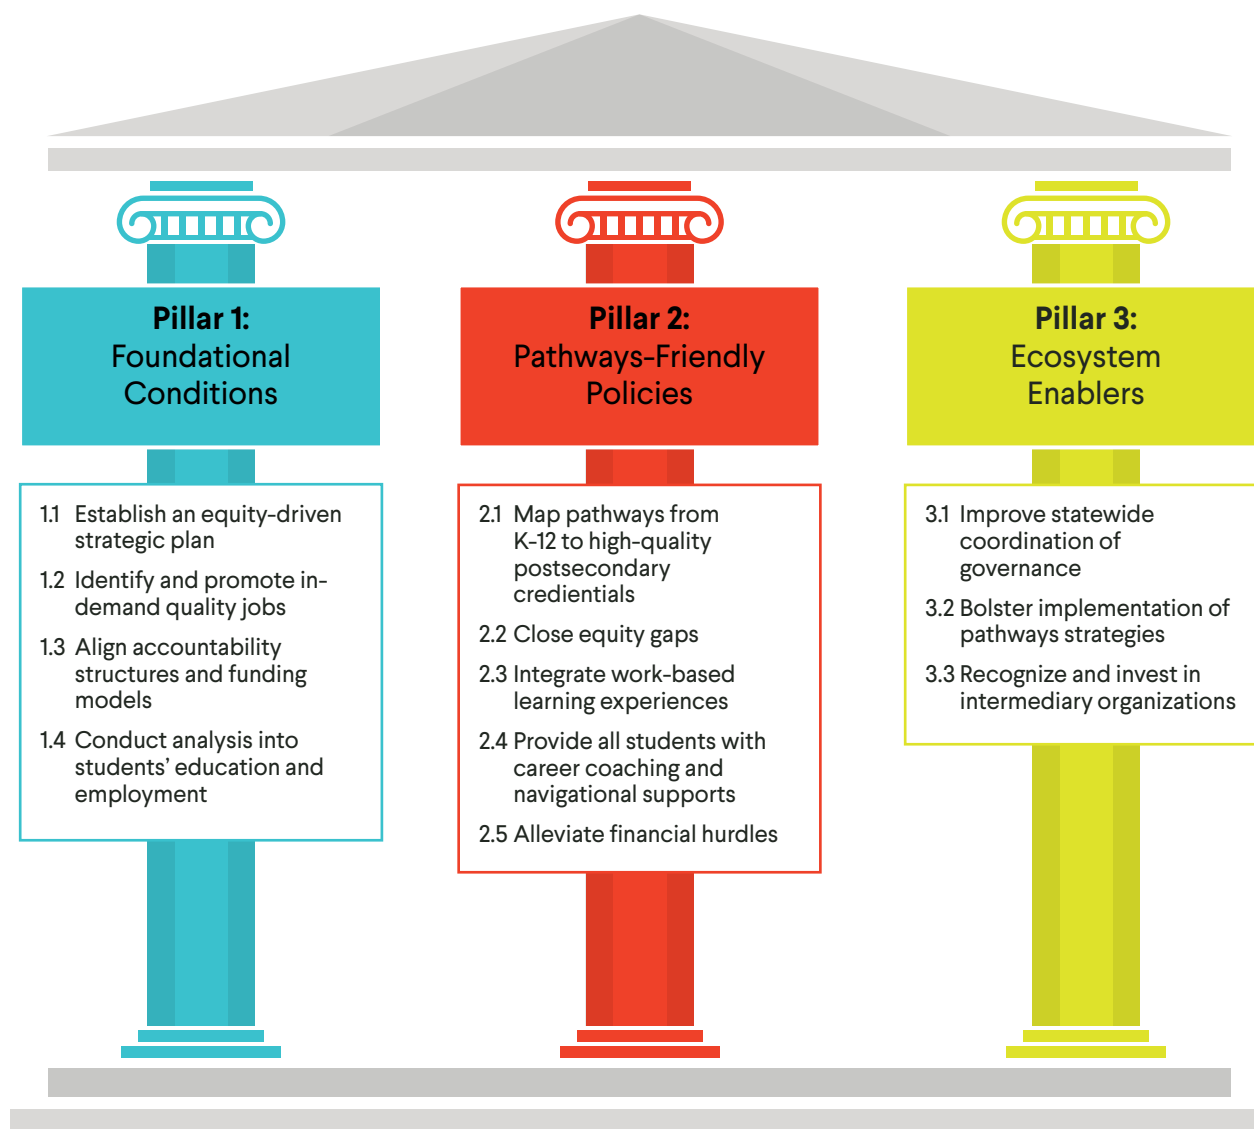 Pillar 1:
Foundational
Conditions
1.1 Establish an equity-driven
strategic plan
1.2 Identify and promote in-
demand quality jobs
1.3 Align accountability
structures and funding
models
1.4 Conduct analysis into
students’ education and
employment
Pillar 2:
Pathways-Friendly
Policies
2.1 Map pathways from
K-12 to high-quality
postsecondary
credentials
2.2 Close equity gaps
2.3 Integrate work-based
learning experiences
2.4 Provide all students with
career coaching and
navigational supports
2.5 Alleviate financial hurdles
Pillar 3:
Ecosystem
Enablers
3.1 Improve statewide
coordination of
governance
3.2 Bolster implementation of
pathways strategies
3.3 Recognize and invest in
intermediary organizations